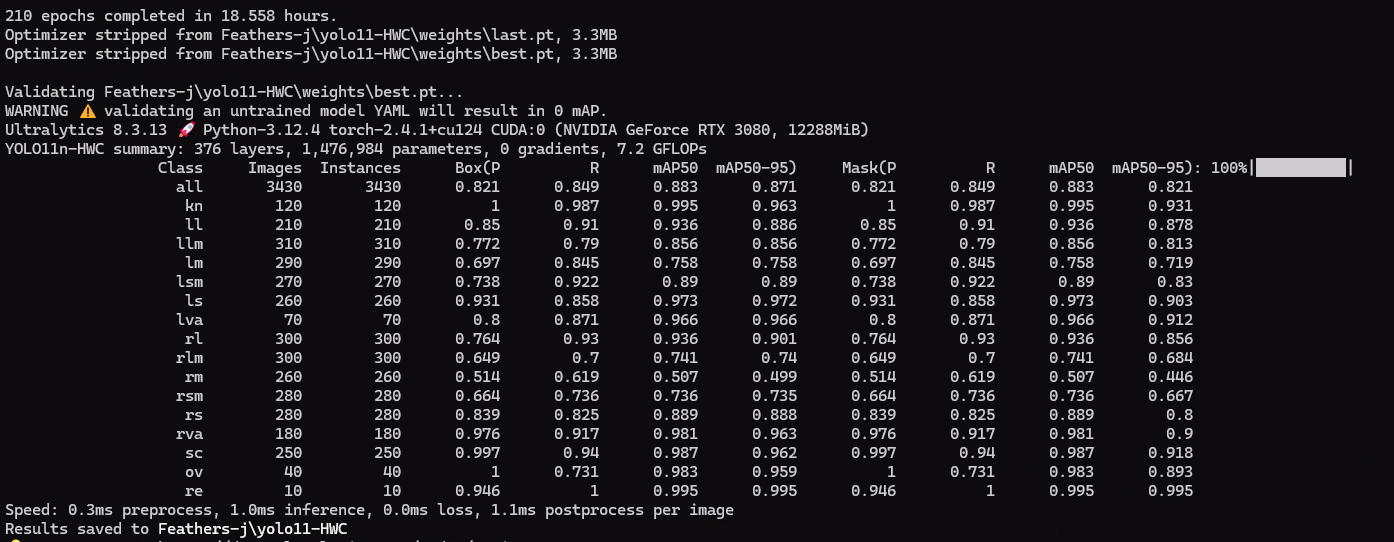 210 epochs completed in 18.558 hours.
Optimizer stripped from Feathers-j\yolo11-HWC\weights\last.pt, 3.3MB
Optimizer stripped from Feathers-j\yolo11-HWC\weights\best.pt, 3.3MB
Validating Feathers-j\yolo11-HWC\weights\best.pt...
WARNING ⚠️ validating an untrained model YAML will result in 0 mAP.
Ultralytics 8.3.13 🚀 Python-3.12.4 torch-2.4.1+cu124 CUDA:0 (NVIDIA GeForce RTX 3080, 12288MiB)
YOLO11n-HWC summary: 376 layers, 1,476,984 parameters, 0 gradients, 7.2 GFLOPs
Class Images Instances Box(P R mAP50 mAP50-95) Mask(P R mAP50 mAP50-95): 100%|██████████|
all 3430 3430 0.821 0.849 0.883 0.871 0.821 0.849 0.883 0.821
kn 120 120 1 0.987 0.995 0.963 1 0.987 0.995 0.931
ll 210 210 0.85 0.91 0.936 0.886 0.85 0.91 0.936 0.878
llm 310 310 0.772 0.79 0.856 0.856 0.772 0.79 0.856 0.813
lm 290 290 0.697 0.845 0.758 0.758 0.697 0.845 0.758 0.719
lsm 270 270 0.738 0.922 0.89 0.89 0.738 0.922 0.89 0.83
ls 260 260 0.931 0.858 0.973 0.972 0.931 0.858 0.973 0.903
lva 70 70 0.8 0.871 0.966 0.966 0.8 0.871 0.966 0.912
rl 300 300 0.764 0.93 0.936 0.901 0.764 0.93 0.936 0.856
rlm 300 300 0.649 0.7 0.741 0.74 0.649 0.7 0.741 0.684
rm 260 260 0.514 0.619 0.507 0.499 0.514 0.619 0.507 0.446
rsm 280 280 0.664 0.736 0.736 0.735 0.664 0.736 0.736 0.667
rs 280 280 0.839 0.825 0.889 0.888 0.839 0.825 0.889 0.8
rva 180 180 0.976 0.917 0.981 0.963 0.976 0.917 0.981 0.9
sc 250 250 0.997 0.94 0.987 0.962 0.997 0.94 0.987 0.918
ov 40 40 1 0.731 0.983 0.959 1 0.731 0.983 0.893
re 10 10 0.946 1 0.995 0.995 0.946 1 0.995 0.995
Speed: 0.3ms preprocess, 1.0ms inference, 0.0ms loss, 1.1ms postprocess per image
Results saved to Feathers-j\yolo11-HWC